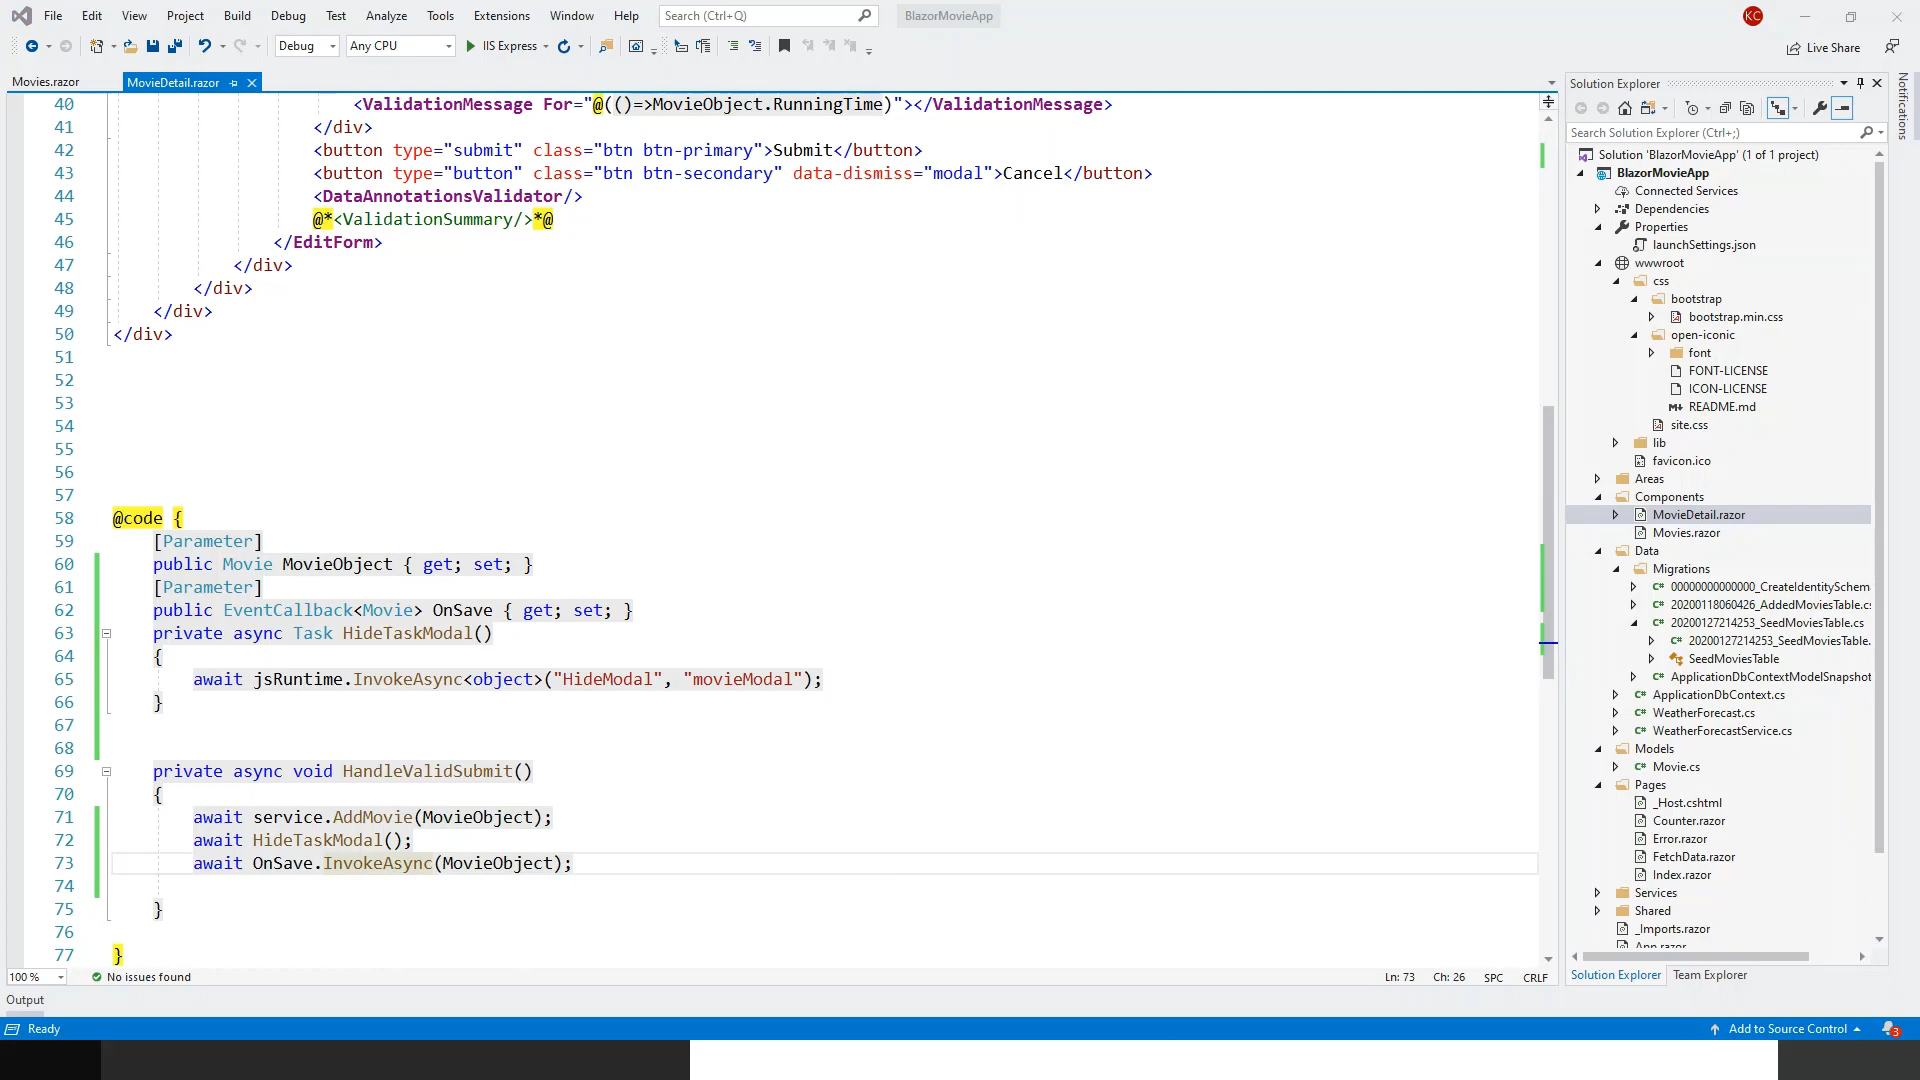 File Edit View Project Build Debug Test Analyze Tools Extensions Window Help Search (Ctrl+Q) BlazorMovieApp KC
Debug Any CPU IIS Express Live Share
Movies.razor MovieDetail.razor
40 <ValidationMessage For="@(()=>MovieObject.RunningTime)"></ValidationMessage>
41 </div>
42 <button type="submit" class="btn btn-primary">Submit</button>
43 <button type="button" class="btn btn-secondary" data-dismiss="modal">Cancel</button>
44 <DataAnnotationsValidator/>
45 @*<ValidationSummary/>*@
46 </EditForm>
47 </div>
48 </div>
49 </div>
50 </div>
51
52
53
54
55
56
57
58 @code {
59 [Parameter]
60 public Movie MovieObject { get; set; }
61 [Parameter]
62 public EventCallback<Movie> OnSave { get; set; }
63 private async Task HideTaskModal()
64 {
65 await jsRuntime.InvokeAsync<object>("HideModal", "movieModal");
66 }
67
68
69 private async void HandleValidSubmit()
70 {
71 await service.AddMovie(MovieObject);
72 await HideTaskModal();
73 await OnSave.InvokeAsync(MovieObject);
74
75 }
76
77 }
100 % No issues found Ln: 73 Ch: 26 SPC CRLF
Output
Ready Add to Source Control 3
Solution Explorer
Notifications
Search Solution Explorer (Ctrl+;)
Solution 'BlazorMovieApp' (1 of 1 project)
BlazorMovieApp
Connected Services
Dependencies
Properties
launchSettings.json
wwwroot
css
bootstrap
bootstrap.min.css
open-iconic
font
FONT-LICENSE
ICON-LICENSE
README.md
site.css
lib
favicon.ico
Areas
Components
MovieDetail.razor
Movies.razor
Data
Migrations
00000000000000_CreateIdentitySchem
20200118060426_AddedMoviesTable.cs
20200127214253_SeedMoviesTable.cs
20200127214253_SeedMoviesTable.
SeedMoviesTable
ApplicationDbContextModelSnapshot
ApplicationDbContext.cs
WeatherForecast.cs
WeatherForecastService.cs
Models
Movie.cs
Pages
_Host.cshtml
Counter.razor
Error.razor
FetchData.razor
Index.razor
Services
Shared
_Imports.razor
App.razor
Solution Explorer Team Explorer